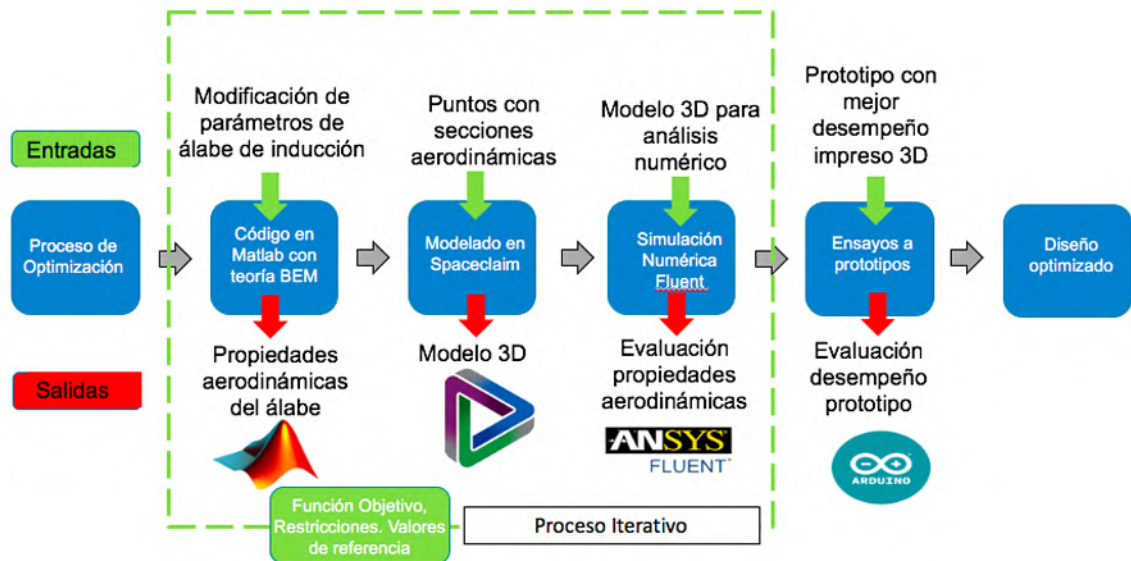 Modificación de
parámetros de
álabe de inducción
Puntos con
secciones
aerodinámicas
Modelo 3D para
análisis
numérico
Prototipo con
mejor
desempeño
impreso 3D
Entradas
Proceso de
Optimización
Código en
Matlab con
teoría BEM
Modelado en
Spaceclaim
Simulación
Numérica
Fluent
Ensayos a
prototipos
Diseño
optimizado
Salidas
Propiedades
aerodinámicas
del álabe
Modelo 3D
Evaluación
propiedades
aerodinámicas
ANSYS
FLUENT
Evaluación
desempeño
prototipo
ARDUINO
Función Objetivo,
Restricciones. Valores
de referencia
Proceso Iterativo